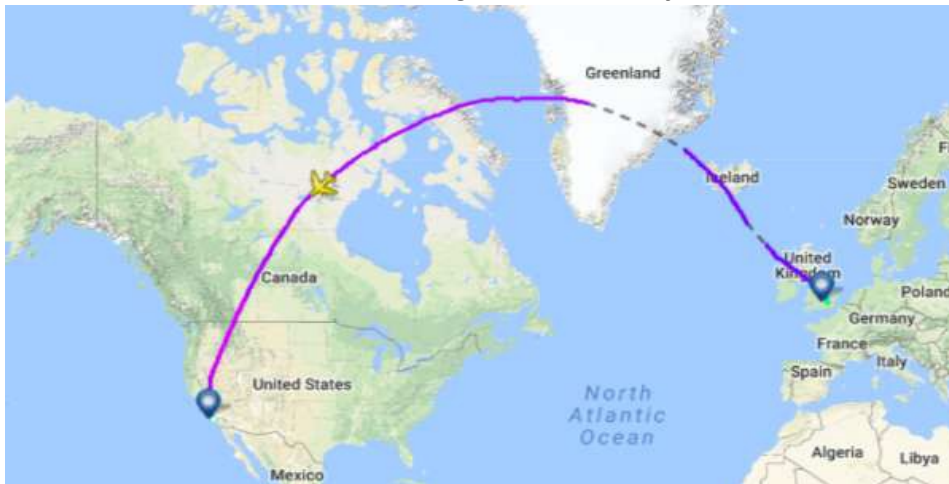 Greenland
Iceland
Sweden
Norway
United
Kingdom
Canada
Poland
Germany
France
Italy
Spain
United States
North
Atlantic
Ocean
Algeria
Libya
Mexico